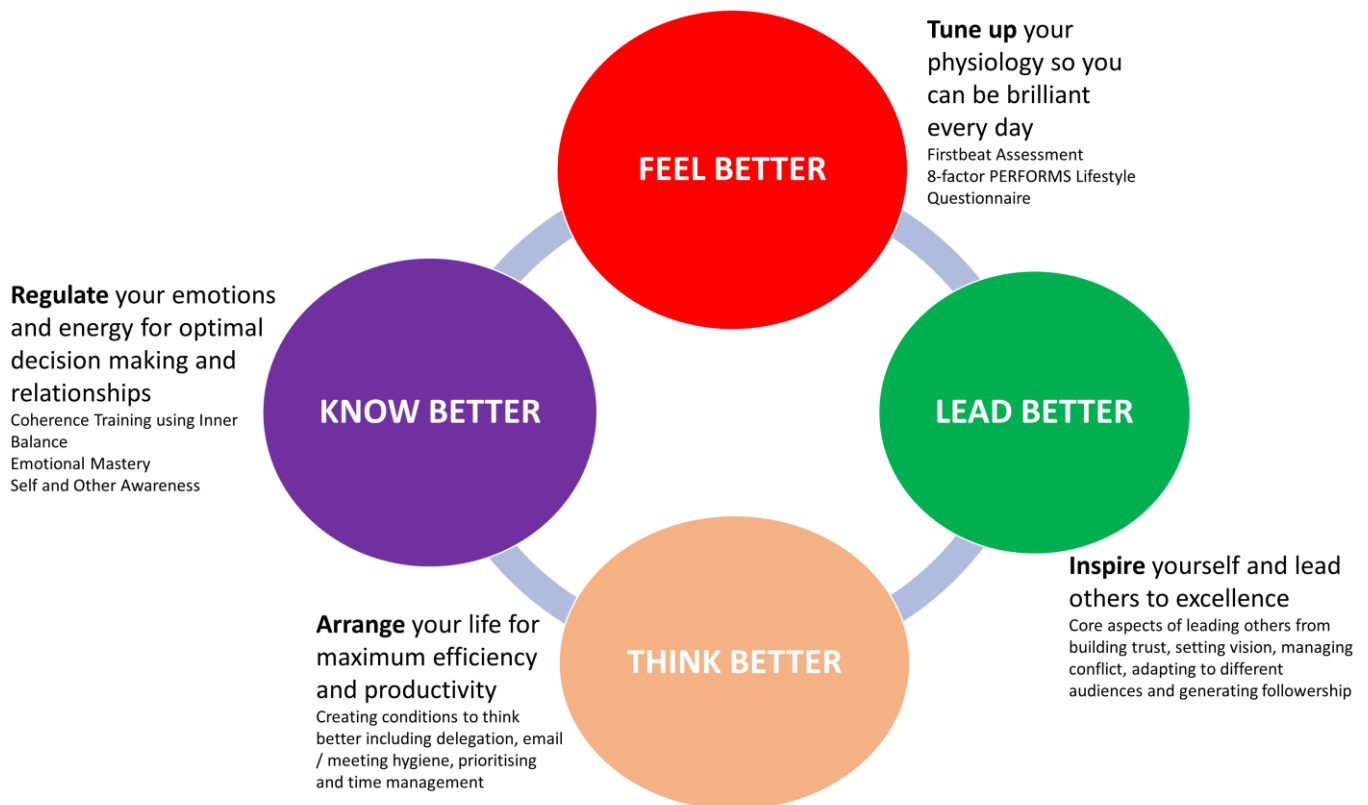 FEEL BETTER
Tune up your
physiology so you
can be brilliant
every day
Firstbeat Assessment
8-factor PERFORMS Lifestyle
Questionnaire
LEAD BETTER
Inspire yourself and lead
others to excellence
Core aspects of leading others from
building trust, setting vision, managing
conflict, adapting to different
audiences and generating followership
THINK BETTER
Arrange your life for
maximum efficiency
and productivity
Creating conditions to think
better including delegation, email
/ meeting hygiene, prioritising
and time management
KNOW BETTER
Regulate your emotions
and energy for optimal
decision making and
relationships
Coherence Training using Inner
Balance
Emotional Mastery
Self and Other Awareness